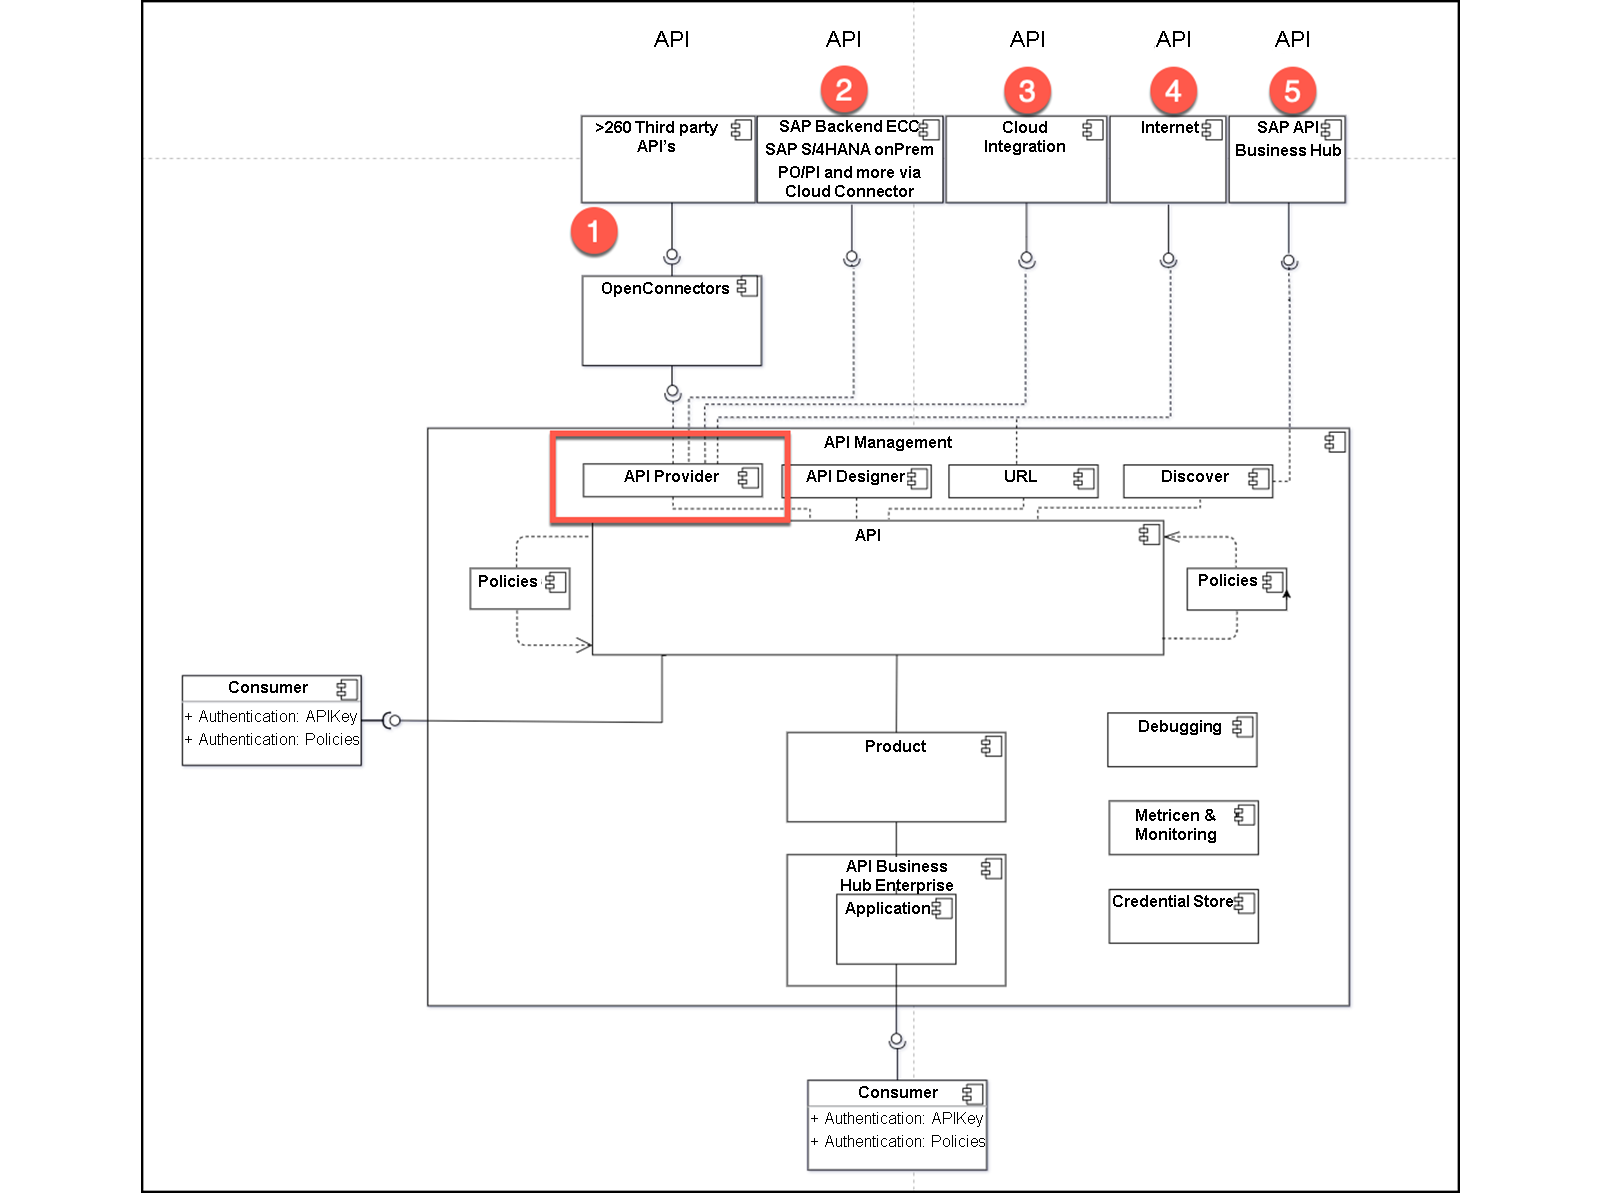 API
API
API
API
API
2
3
4
5
>260 Third party
API's
SAP Backend ECC
SAP S/4HANA onPrem
PO/PI and more via
Cloud Connector
Cloud
Integration
Internet
SAP API
Business Hub
1
OpenConnectors
API Management
API Provider
API Designer
URL
Discover
API
Policies
Policies
Consumer
+ Authentication: APIKey
+ Authentication: Policies
Product
Debugging
Metricen &
Monitoring
API Business
Hub Enterprise
Application
Credential Store
Consumer
+ Authentication: APIKey
+ Authentication: Policies